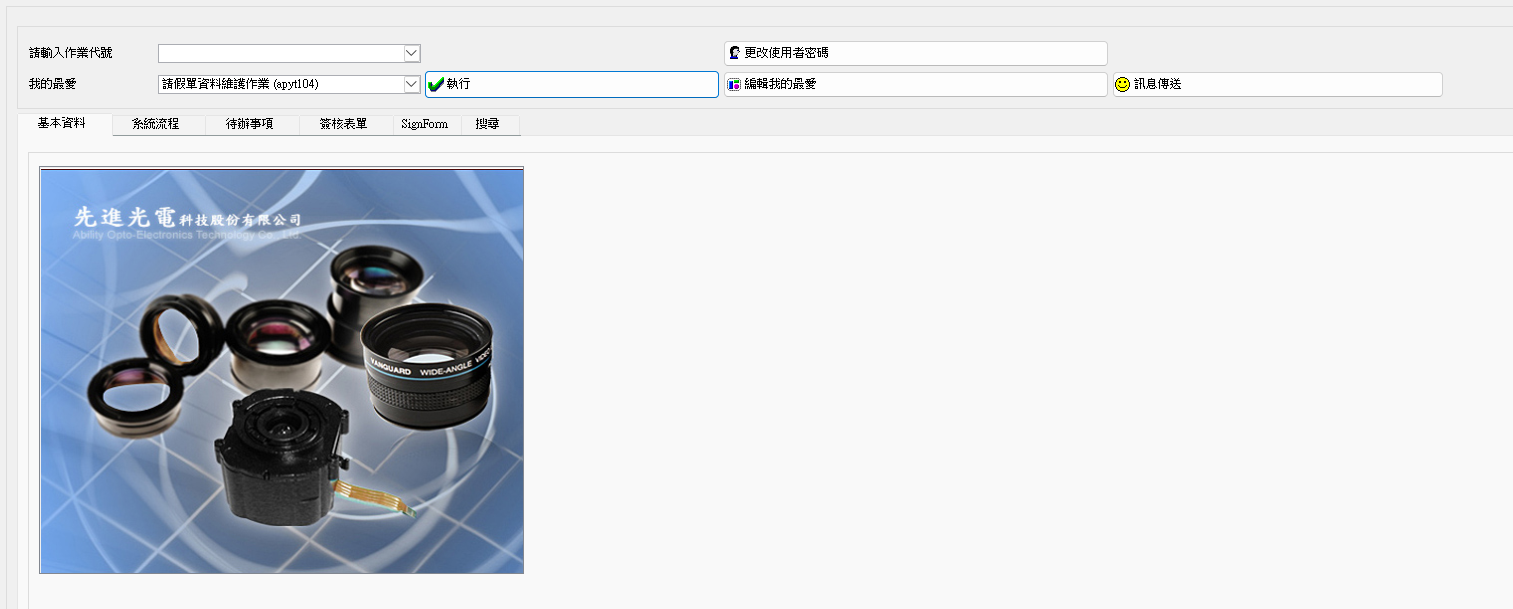 請輸入作業代號
更改使用者密碼
我的最愛 請假單資料維護作業 (apyt104) 執行 編輯我的最愛 訊息傳送
基本資料 系統流程 待辦事項 簽核表單 SignForm 搜尋
先進光電科技股份有限公司
Ability Opto-Electronics Technology Co., Ltd.
VANGUARD WIDE-ANGLE VIDEO